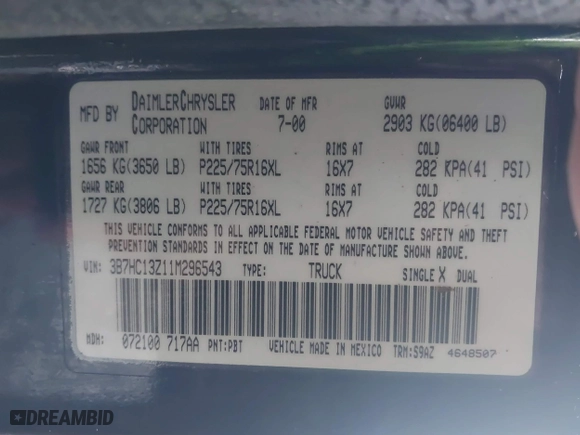 MFD BY DAIMLERCHRYSLER CORPORATION DATE OF MFR 7-00 GVWR 2903 KG(06400 LB)
GAWR FRONT WITH TIRES RIMS AT COLD
1656 KG(3650 LB) P225/75R16XL 16X7 282 KPA(41 PSI)
GAWR REAR WITH TIRES RIMS AT COLD
1727 KG(3806 LB) P225/75R16XL 16X7 282 KPA(41 PSI)
THIS VEHICLE CONFORMS TO ALL APPLICABLE FEDERAL MOTOR VEHICLE SAFETY AND THEFT
PREVENTION STANDARDS IN EFFECT ON THE DATE OF MANUFACTURE SHOWN ABOVE.
VIN: 3B7HC13Z11M296543 TYPE: TRUCK SINGLE X DUAL
MDH: 072100 717AA PNT:PBT VEHICLE MADE IN MEXICO TRM:S9AZ 4648507
DREAMBID